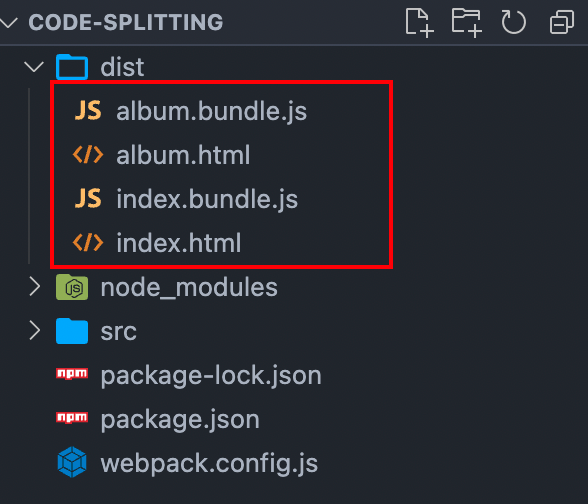 CODE-SPLITTING
dist
JS album.bundle.js
</> album.html
JS index.bundle.js
</> index.html
node_modules
src
npm package-lock.json
npm package.json
webpack.config.js